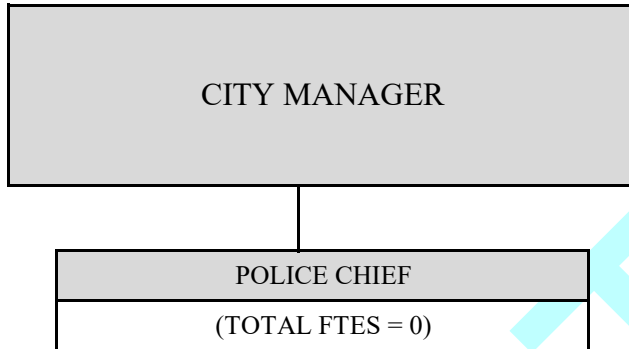 CITY MANAGER
POLICE CHIEF
(TOTAL FTES = 0)